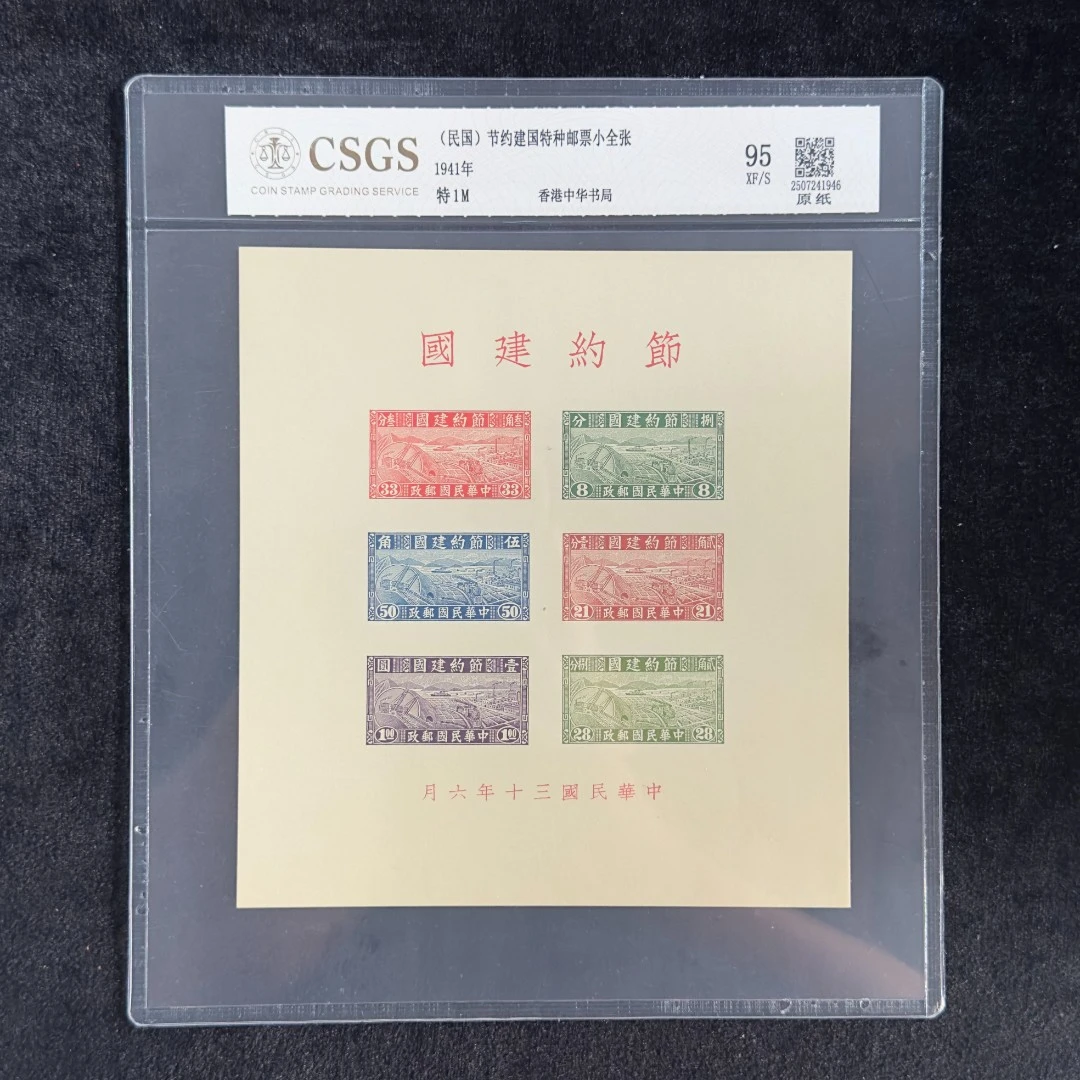 CSGS
COIN STAMP GRADING SERVICE
（民国）节约建国特种邮票小全张
1941年
特1M 香港中华书局
95
XF/S
2507241946
原纸
節約建國
叁角 節約建國 叁分
33 中華民國郵政 33
捌 節約建國 分
8 中華民國郵政 8
伍 節約建國 角
50 中華民國郵政 50
貳角 節約建國 壹分
21 中華民國郵政 21
壹 節約建國 圓
1.00 中華民國郵政 1.00
貳角 節約建國 捌分
28 中華民國郵政 28
中華民國三十年六月